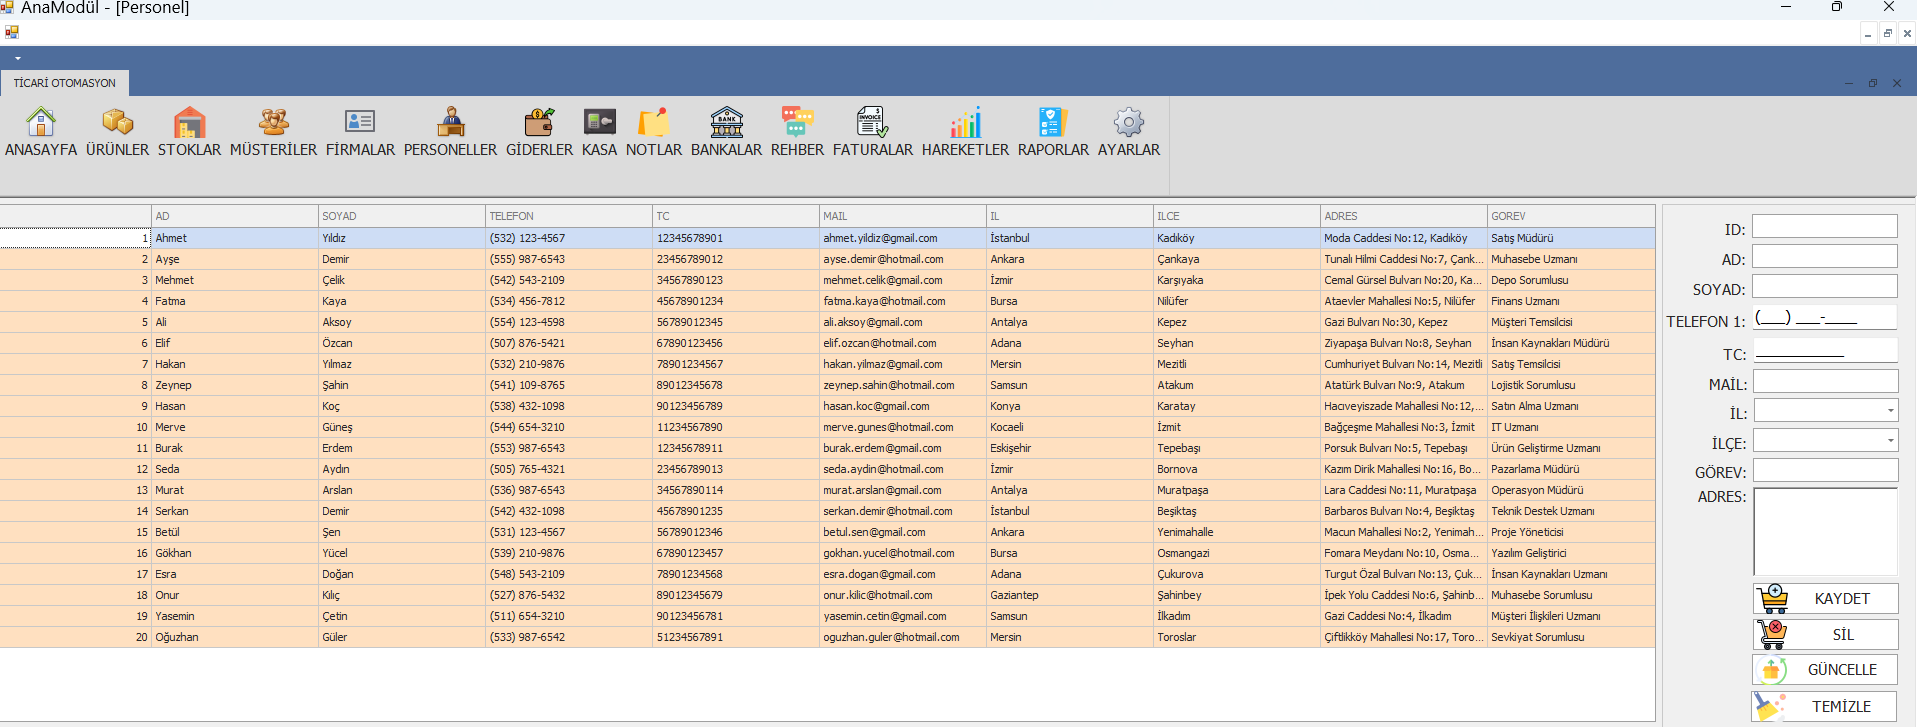 AnaModül - [Personel]
TİCARİ OTOMASYON
ANASAYFA ÜRÜNLER STOKLAR MÜSTERİLER FİRMALAR PERSONELLER GİDERLER KASA NOTLAR BANKALAR REHBER FATURALAR HAREKETLER RAPORLAR AYARLAR
AD SOYAD TELEFON TC MAIL IL ILCE ADRES GOREV
1 Ahmet Yıldız (532) 123-4567 12345678901 ahmet.yildiz@gmail.com İstanbul Kadıköy Moda Caddesi No:12, Kadıköy Satış Müdürü
2 Ayşe Demir (555) 987-6543 23456789012 ayse.demir@hotmail.com Ankara Çankaya Tunalı Hilmi Caddesi No:7, Çank... Muhasebe Uzmanı
3 Mehmet Çelik (542) 543-2109 34567890123 mehmet.celik@gmail.com İzmir Karşıyaka Cemal Gürsel Bulvarı No:20, Ka... Depo Sorumlusu
4 Fatma Kaya (534) 456-7812 45678901234 fatma.kaya@hotmail.com Bursa Nilüfer Ataevler Mahallesi No:5, Nilüfer Finans Uzmanı
5 Ali Aksoy (554) 123-4598 56789012345 ali.aksoy@gmail.com Antalya Kepez Gazi Bulvarı No:30, Kepez Müşteri Temsilcisi
6 Elif Özcan (507) 876-5421 67890123456 elif.ozcan@hotmail.com Adana Seyhan Ziyapaşa Bulvarı No:8, Seyhan İnsan Kaynakları Müdürü
7 Hakan Yılmaz (532) 210-9876 78901234567 hakan.yilmaz@gmail.com Mersin Mezitli Cumhuriyet Bulvarı No:14, Mezitli Satış Temsilcisi
8 Zeynep Şahin (541) 109-8765 89012345678 zeynep.sahin@hotmail.com Samsun Atakum Atatürk Bulvarı No:9, Atakum Lojistik Sorumlusu
9 Hasan Koç (538) 432-1098 90123456789 hasan.koc@gmail.com Konya Karatay Hacıveyiszade Mahallesi No:12,... Satın Alma Uzmanı
10 Merve Güneş (544) 654-3210 11234567890 merve.gunes@hotmail.com Kocaeli İzmit Bağçeşme Mahallesi No:3, İzmit IT Uzmanı
11 Burak Erdem (553) 987-6543 12345678911 burak.erdem@gmail.com Eskişehir Tepebaşı Porsuk Bulvarı No:5, Tepebaşı Ürün Geliştirme Uzmanı
12 Seda Aydın (505) 765-4321 23456789013 seda.aydin@hotmail.com İzmir Bornova Kazım Dirik Mahallesi No:16, Bo... Pazarlama Müdürü
13 Murat Arslan (536) 987-6543 34567890114 murat.arslan@gmail.com Antalya Muratpaşa Lara Caddesi No:11, Muratpaşa Operasyon Müdürü
14 Serkan Demir (542) 432-1098 45678901235 serkan.demir@hotmail.com İstanbul Beşiktaş Barbaros Bulvarı No:4, Beşiktaş Teknik Destek Uzmanı
15 Betül Şen (531) 123-4567 56789012346 betul.sen@gmail.com Ankara Yenimahalle Macun Mahallesi No:2, Yenimah... Proje Yöneticisi
16 Gökhan Yücel (539) 210-9876 67890123457 gokhan.yucel@hotmail.com Bursa Osmangazi Fomara Meydanı No:10, Osma... Yazılım Geliştirici
17 Esra Doğan (548) 543-2109 78901234568 esra.dogan@gmail.com Adana Çukurova Turgut Özal Bulvarı No:13, Çuk... İnsan Kaynakları Uzmanı
18 Onur Kılıç (527) 876-5432 89012345679 onur.kilic@hotmail.com Gaziantep Şahinbey İpek Yolu Caddesi No:6, Şahinb... Muhasebe Sorumlusu
19 Yasemin Çetin (511) 654-3210 90123456781 yasemin.cetin@gmail.com Samsun İlkadım Gazi Caddesi No:4, İlkadım Müşteri İlişkileri Uzmanı
20 Oğuzhan Güler (533) 987-6542 51234567891 oguzhan.guler@hotmail.com Mersin Toroslar Çiftlikköy Mahallesi No:17, Toro... Sevkiyat Sorumlusu
ID:
AD:
SOYAD:
TELEFON 1: (___) ___-____
TC: ___________
MAİL:
İL:
İLÇE:
GÖREV:
ADRES:
KAYDET
SİL
GÜNCELLE
TEMİZLE